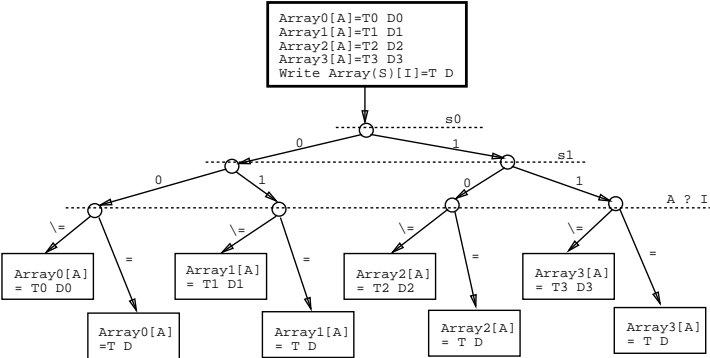 Array0[A]=T0 D0
Array1[A]=T1 D1
Array2[A]=T2 D2
Array3[A]=T3 D3
Write Array(S)[I]=T D
s0
0
1
s1
0
1
0
1
A ? I
\=
=
\=
=
\=
=
\=
=
Array0[A]
= T0 D0
Array1[A]
= T1 D1
Array2[A]
= T2 D2
Array3[A]
= T3 D3
Array0[A]
=T D
Array1[A]
= T D
Array2[A]
= T D
Array3[A]
= T D